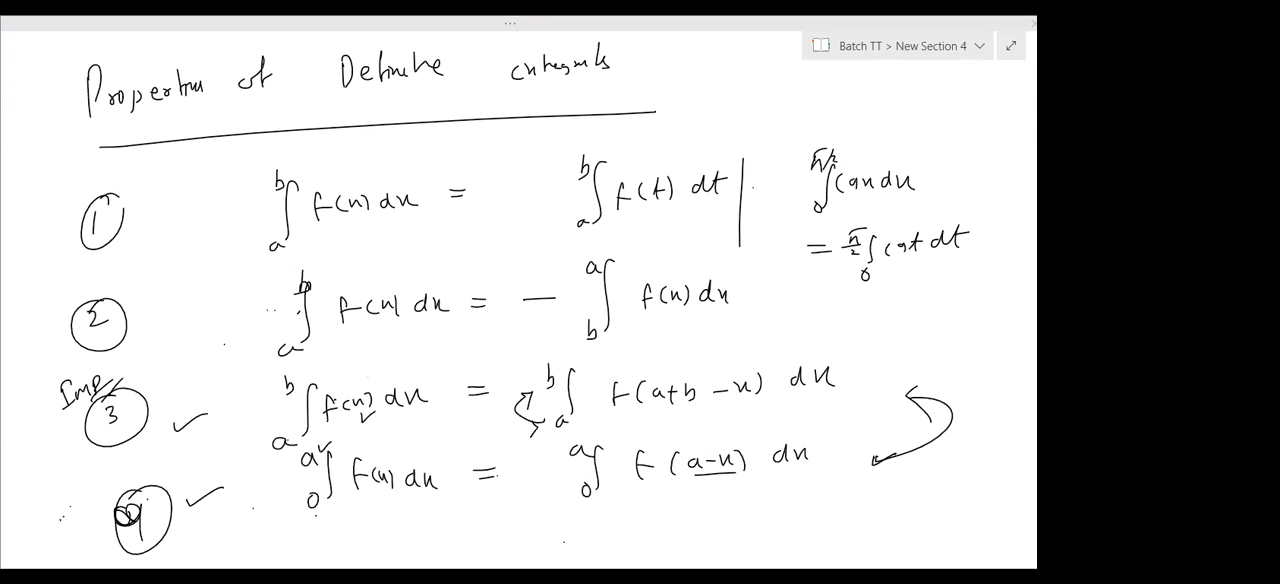 Batch TT > New Section 4
Properties of Definite integrals
① ∫_a^b f(x) dx = ∫_a^b f(t) dt | ∫_0^{π/2} cos x dx
= ∫_0^{π/2} cos t dt
② ∫_a^b f(x) dx = − ∫_b^a f(x) dx
Imp
③ ✓ ∫_a^b f(x) dx = ∫_a^b f(a+b−x) dx
④ ✓ ∫_0^a f(x) dx = ∫_0^a f(a−x) dx